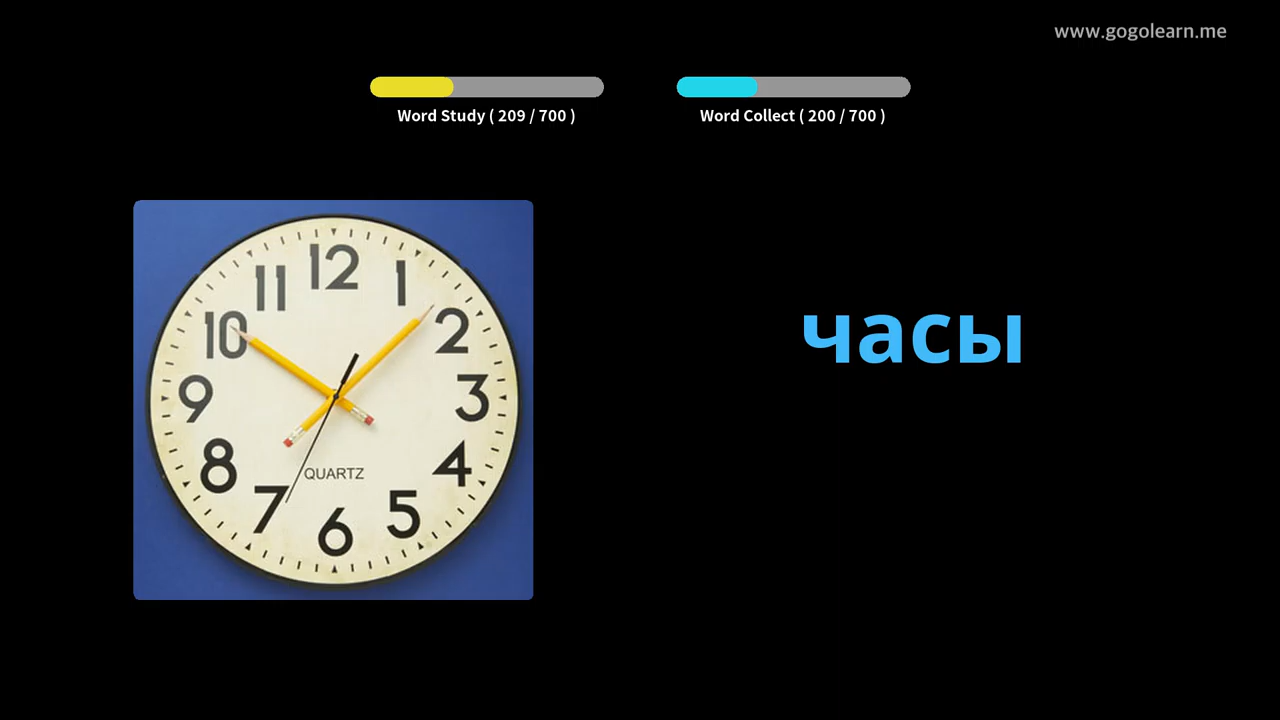 www.gogolearn.me
Word Study ( 209 / 700 )
Word Collect ( 200 / 700 )
12
11
1
10
2
9
3
8
4
7
5
6
QUARTZ
часы